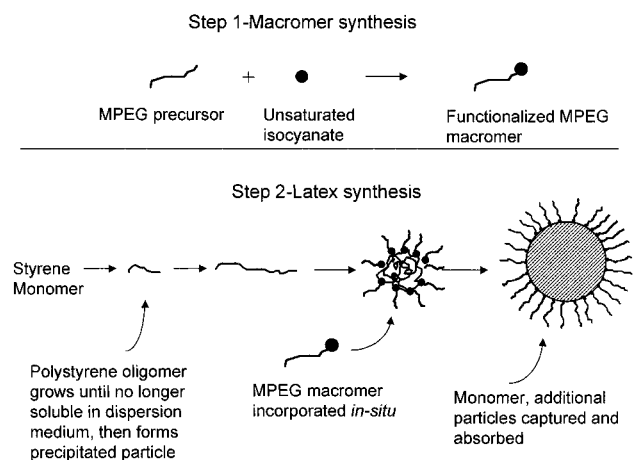 Step 1-Macromer synthesis
+
MPEG precursor
Unsaturated
isocyanate
Functionalized MPEG
macromer
Step 2-Latex synthesis
Styrene
Monomer
Polystyrene oligomer
grows until no longer
soluble in dispersion
medium, then forms
precipitated particle
MPEG macromer
incorporated in-situ
Monomer, additional
particles captured and
absorbed